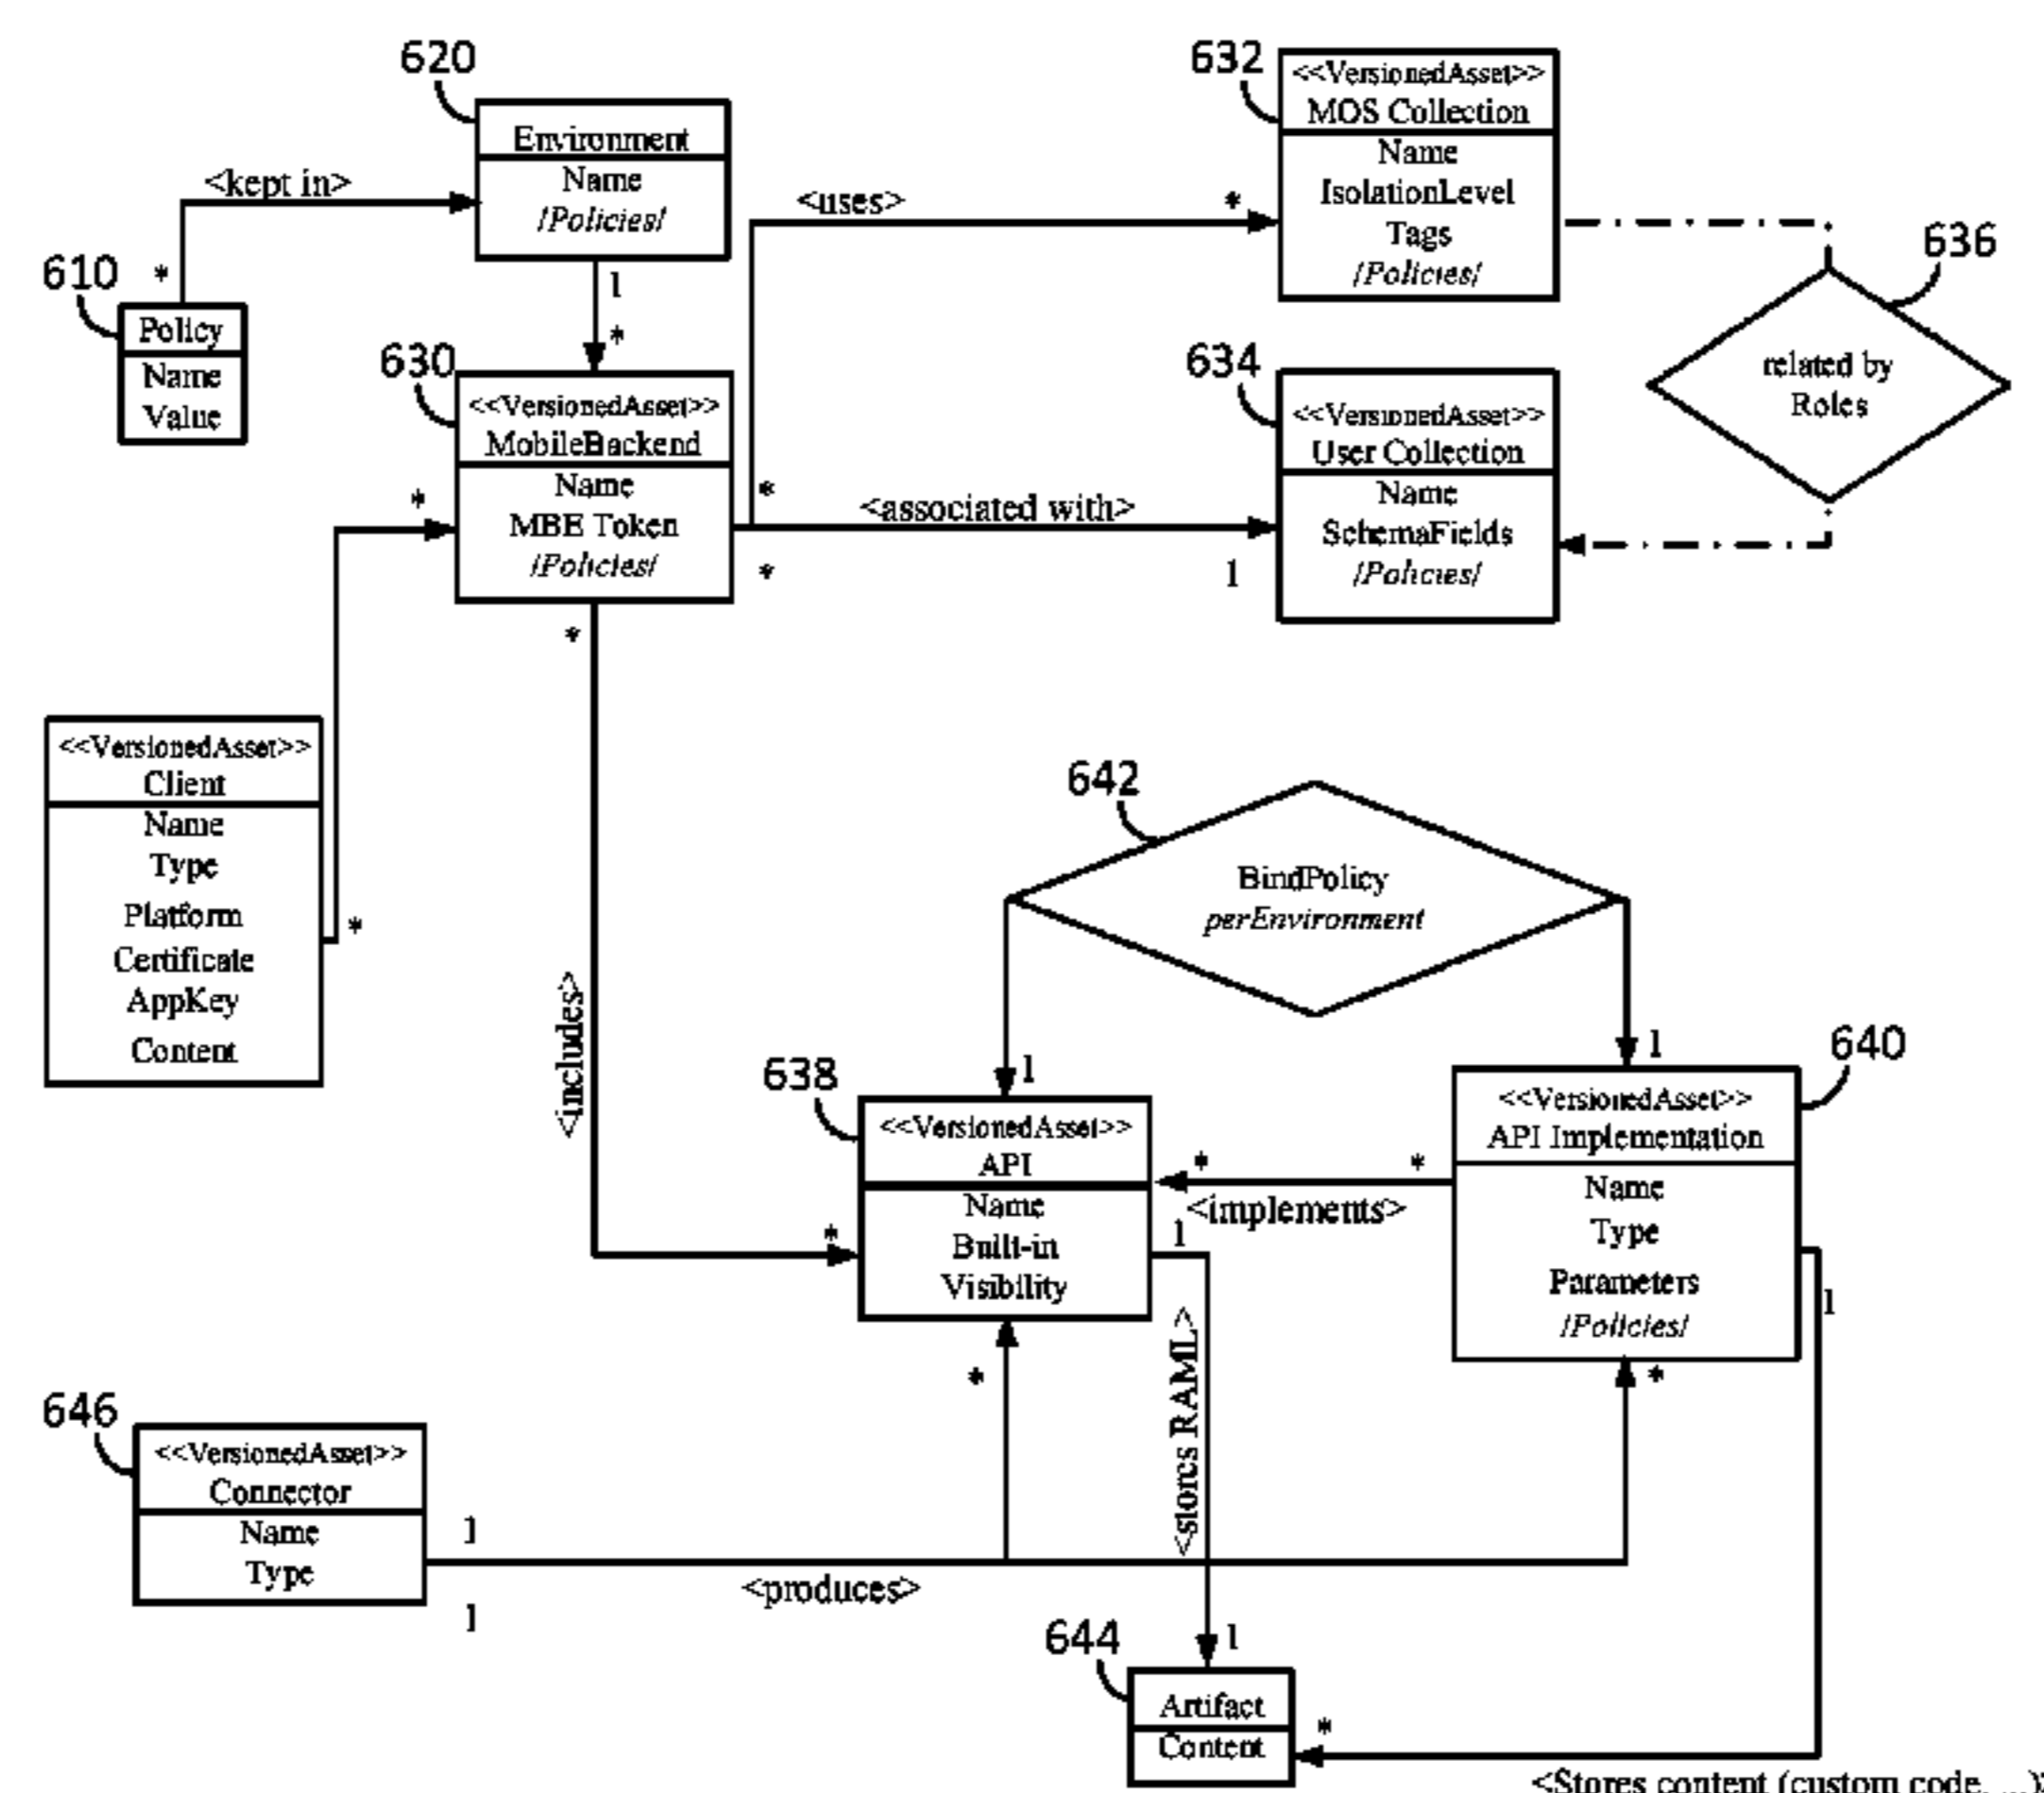 620
Environment
Name
/Policies/
<kept in>
*
610
Policy
Name
Value
1
*
630
<<VersionedAsset>>
MobileBackend
Name
MBE Token
/Policies/
<uses>
*
*
632
<<VersionedAsset>>
MOS Collection
Name
IsolationLevel
Tags
/Policies/
636
related by
Roles
<associated with>
*
1
634
<<VersionedAsset>>
User Collection
Name
SchemaFields
/Policies/
*
*
<<VersionedAsset>>
Client
Name
Type
Platform
Certificate
AppKey
Content
*
<includes>
*
642
BindPolicy
perEnvironment
1
1
638
<<VersionedAsset>>
API
Name
Built-in
Visibility
*
*
<implements>
640
<<VersionedAsset>>
API Implementation
Name
Type
Parameters
/Policies/
1
<stores RAML>
1
1
*
*
646
<<VersionedAsset>>
Connector
Name
Type
1
1
<produces>
644
Artifact
Content
*
<Stores content (custom code, ...)>